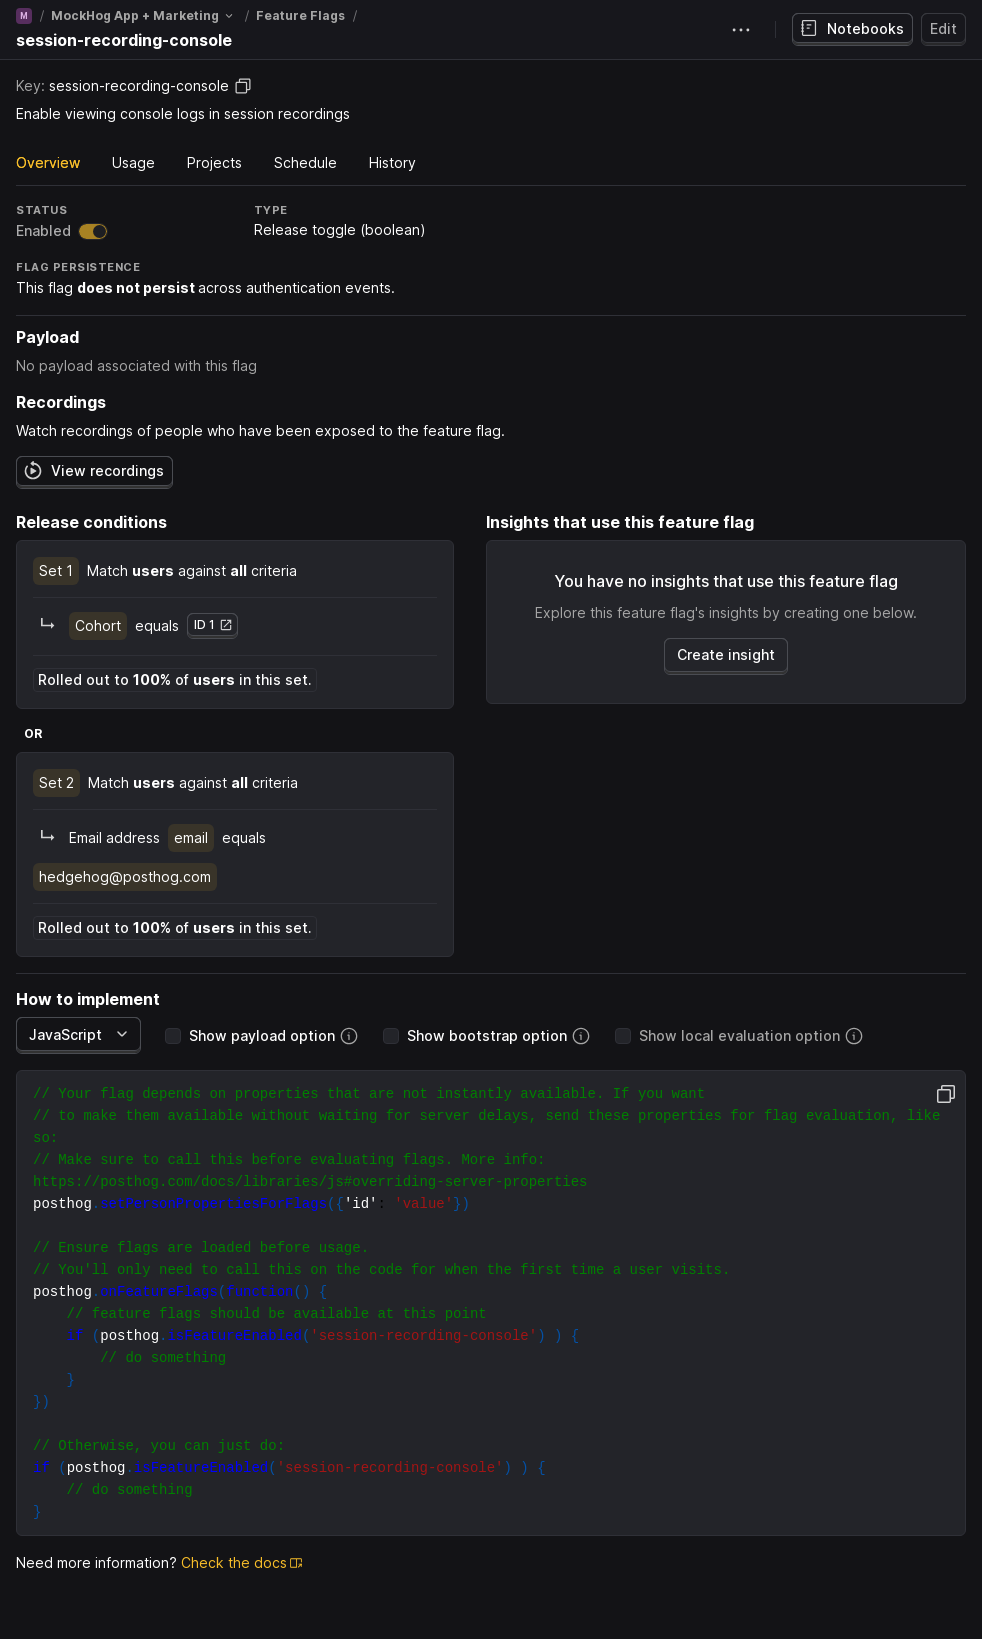 M / MockHog App + Marketing / Feature Flags /
session-recording-console
Notebooks
Edit
Key: session-recording-console
Enable viewing console logs in session recordings
Overview Usage Projects Schedule History
STATUS
Enabled
TYPE
Release toggle (boolean)
FLAG PERSISTENCE
This flag does not persist across authentication events.
Payload
No payload associated with this flag
Recordings
Watch recordings of people who have been exposed to the feature flag.
View recordings
Release conditions
Set 1 Match users against all criteria
Cohort equals ID 1
Rolled out to 100% of users in this set.
OR
Set 2 Match users against all criteria
Email address email equals
hedgehog@posthog.com
Rolled out to 100% of users in this set.
Insights that use this feature flag
You have no insights that use this feature flag
Explore this feature flag's insights by creating one below.
Create insight
How to implement
JavaScript Show payload option Show bootstrap option Show local evaluation option
// Your flag depends on properties that are not instantly available. If you want
// to make them available without waiting for server delays, send these properties for flag evaluation, like
so:
// Make sure to call this before evaluating flags. More info:
https://posthog.com/docs/libraries/js#overriding-server-properties
posthog.setPersonPropertiesForFlags({'id': 'value'})
// Ensure flags are loaded before usage.
// You'll only need to call this on the code for when the first time a user visits.
posthog.onFeatureFlags(function() {
    // feature flags should be available at this point
    if (posthog.isFeatureEnabled('session-recording-console') ) {
        // do something
    }
})
// Otherwise, you can just do:
if (posthog.isFeatureEnabled('session-recording-console') ) {
    // do something
}
Need more information? Check the docs